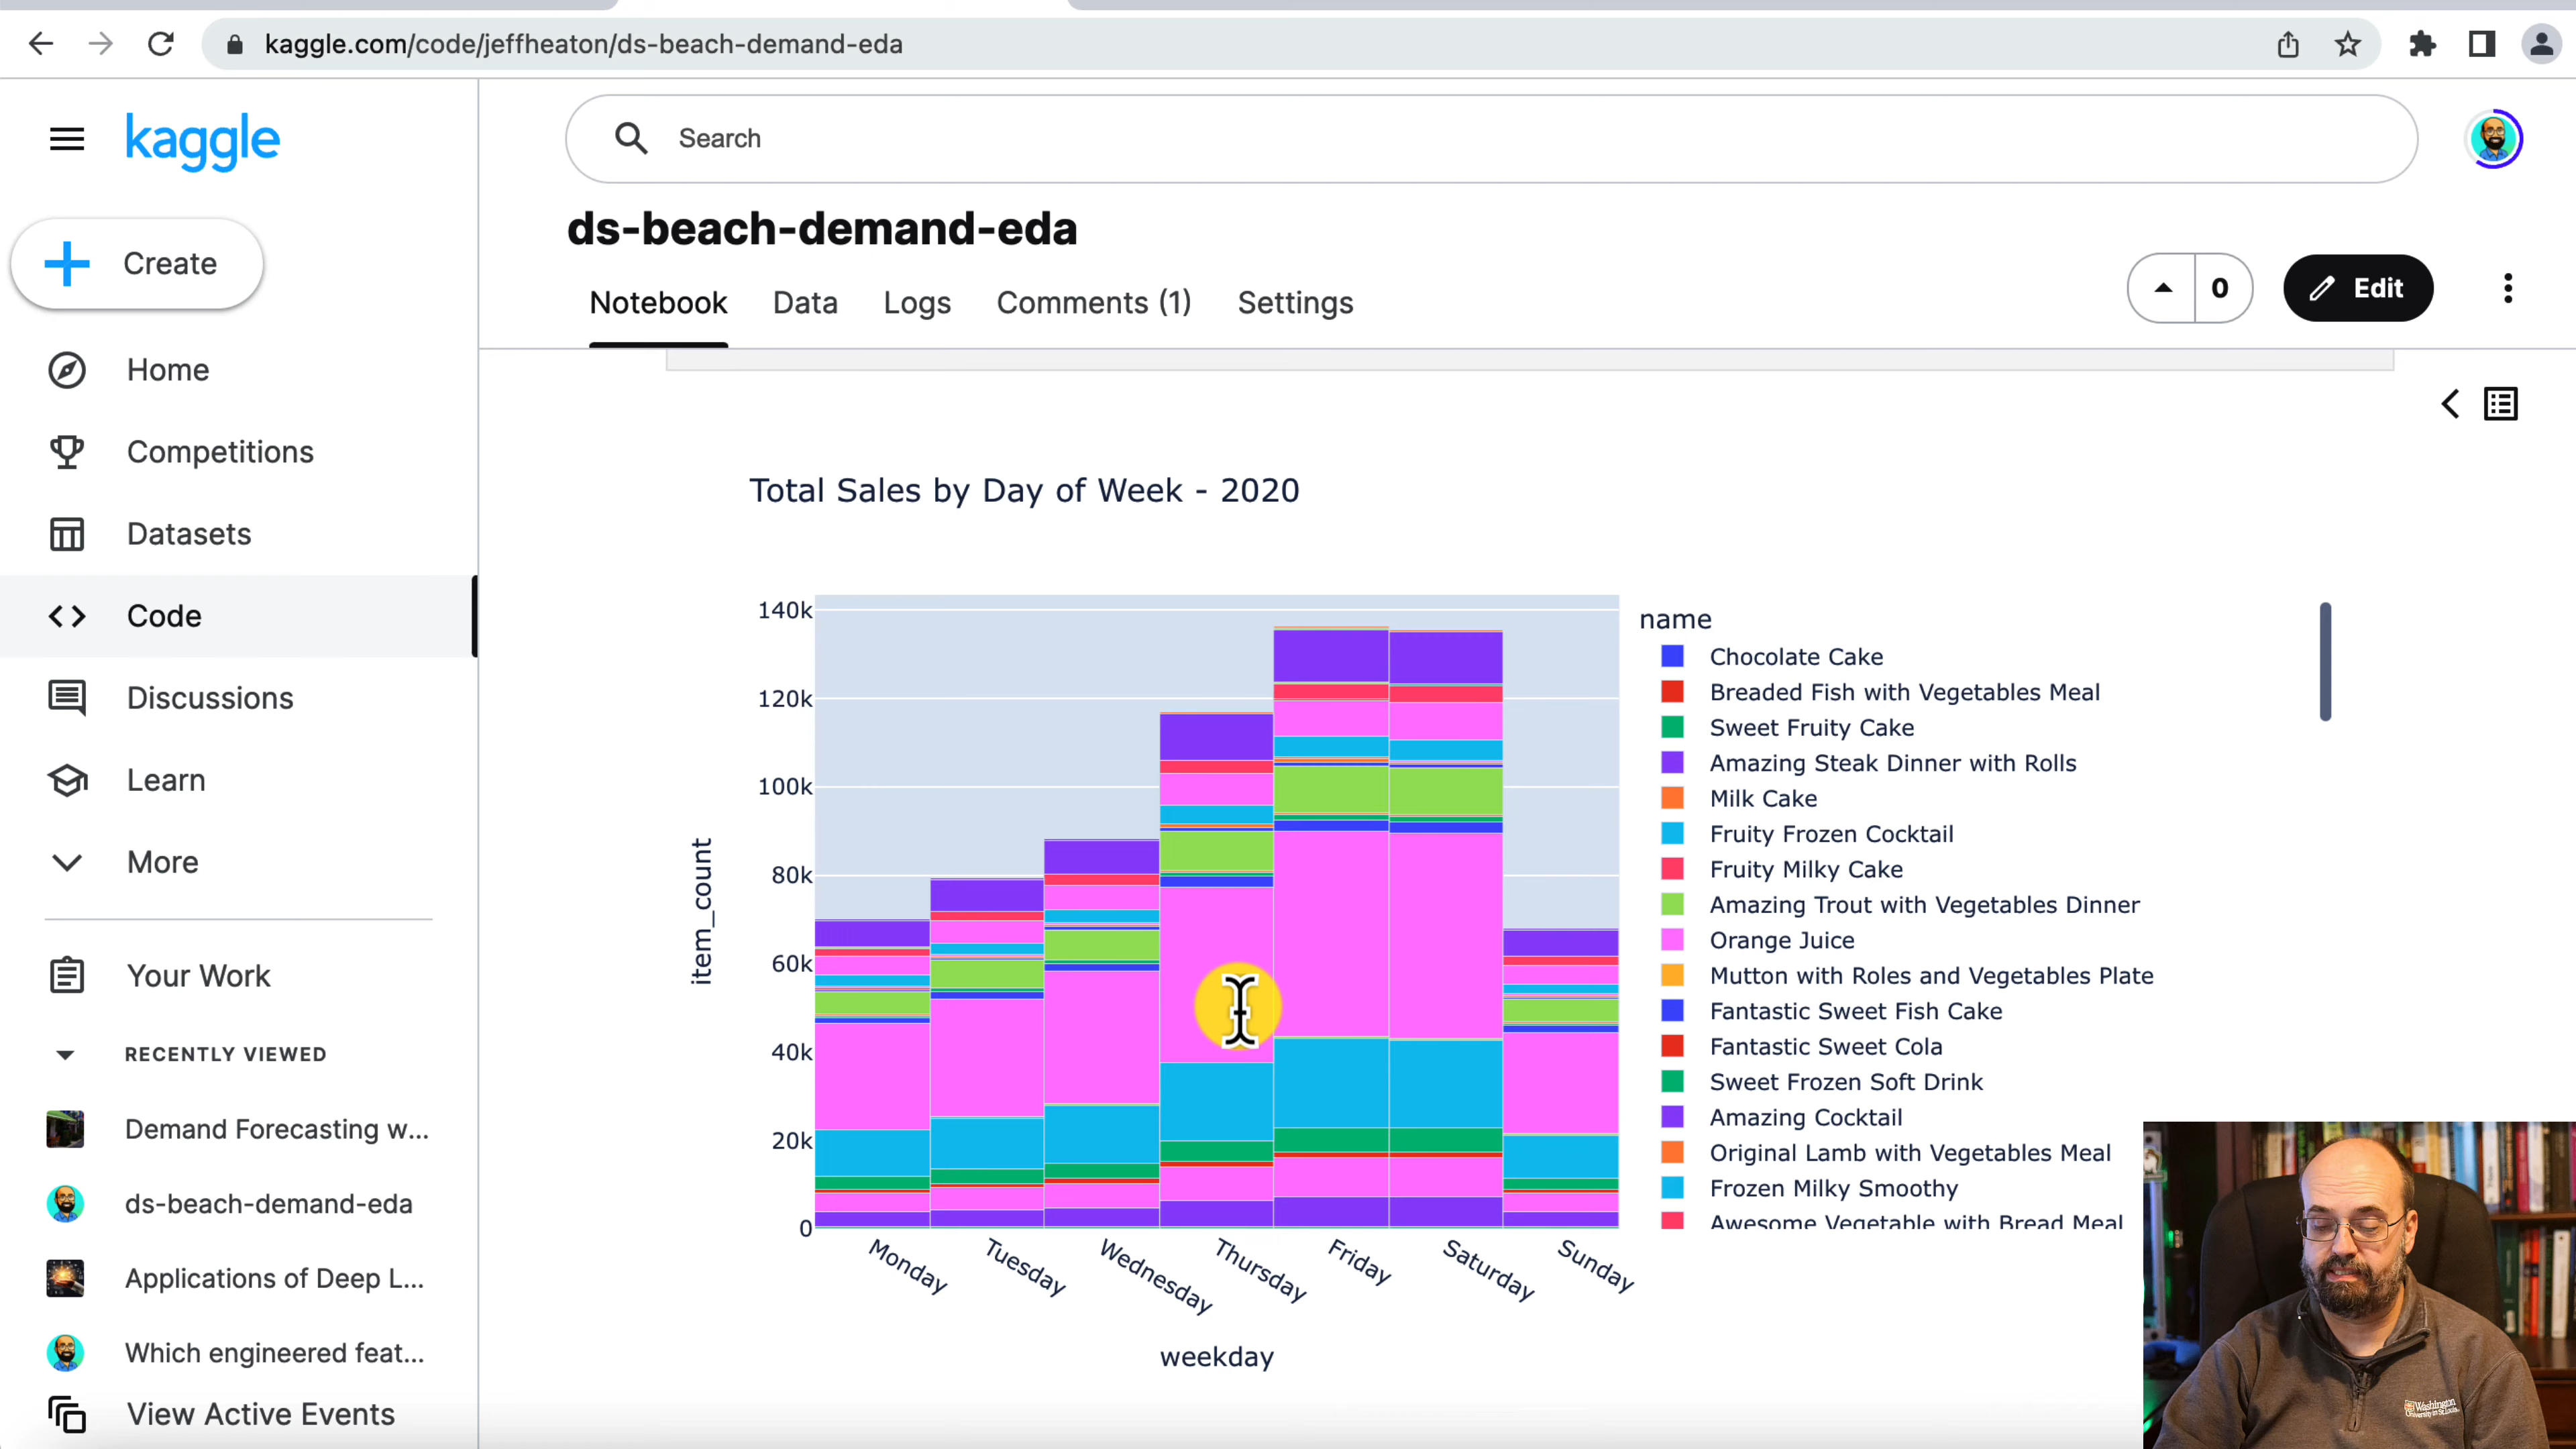 kaggle.com/code/jeffheaton/ds-beach-demand-eda
kaggle
Search
Create
Home
Competitions
Datasets
Code
Discussions
Learn
More
Your Work
RECENTLY VIEWED
Demand Forecasting w...
ds-beach-demand-eda
Applications of Deep L...
Which engineered feat...
View Active Events
ds-beach-demand-eda
Notebook Data Logs Comments (1) Settings
0
Edit
Total Sales by Day of Week - 2020
140k
120k
100k
80k
60k
40k
20k
0
item_count
Monday Tuesday Wednesday Thursday Friday Saturday Sunday
weekday
name
Chocolate Cake
Breaded Fish with Vegetables Meal
Sweet Fruity Cake
Amazing Steak Dinner with Rolls
Milk Cake
Fruity Frozen Cocktail
Fruity Milky Cake
Amazing Trout with Vegetables Dinner
Orange Juice
Mutton with Roles and Vegetables Plate
Fantastic Sweet Fish Cake
Fantastic Sweet Cola
Sweet Frozen Soft Drink
Amazing Cocktail
Original Lamb with Vegetables Meal
Frozen Milky Smoothy
Awesome Vegetable with Bread Meal
Washington
University in St. Louis